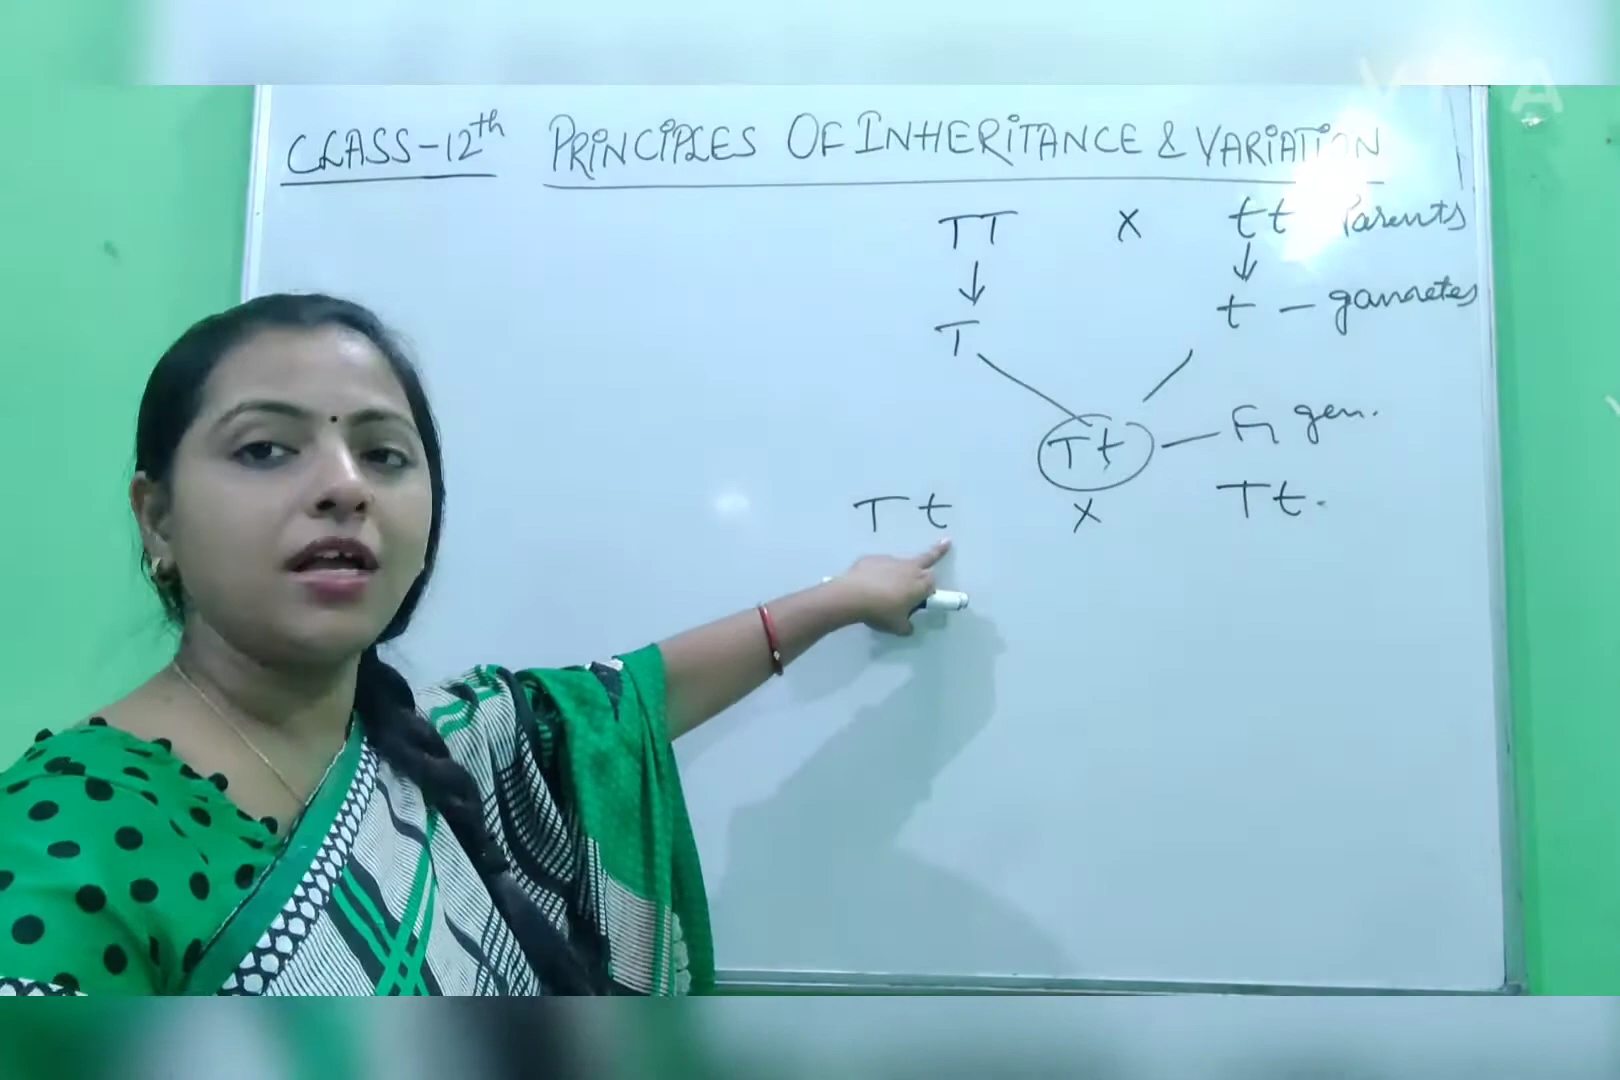 CLASS-12th PRINCIPLES OF INHERITANCE & VARIATION
TT x tt Parents
↓ ↓
T t - gametes
Tt - F1 gen.
Tt x Tt.